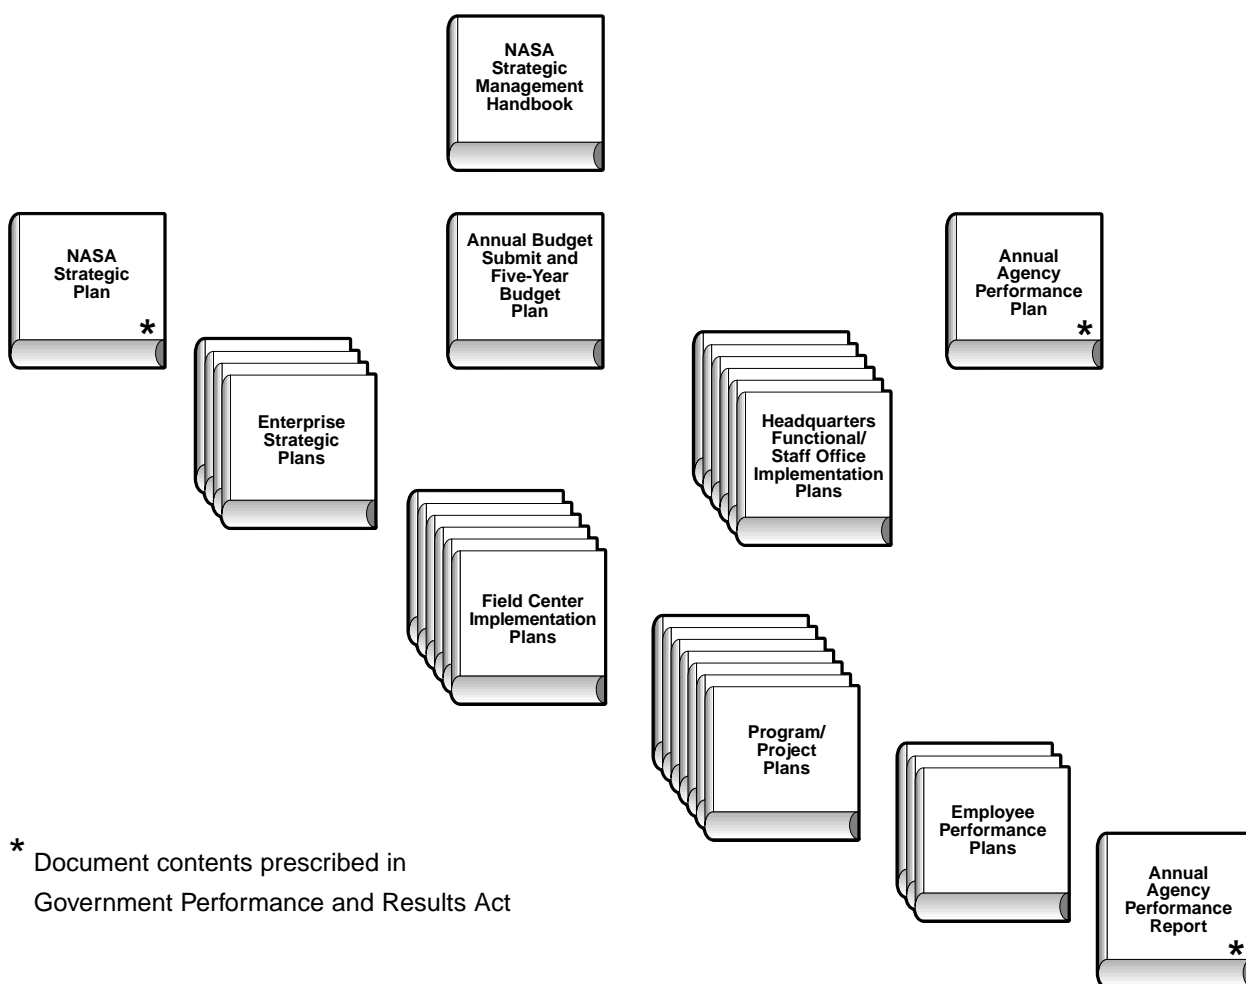 NASA
Strategic
Management
Handbook
NASA
Strategic
Plan
*
Annual Budget
Submit and
Five-Year
Budget
Plan
Annual
Agency
Performance
Plan
*
Enterprise
Strategic
Plans
Headquarters
Functional/
Staff Office
Implementation
Plans
Field Center
Implementation
Plans
Program/
Project
Plans
Employee
Performance
Plans
Annual
Agency
Performance
Report
*
* Document contents prescribed in
Government Performance and Results Act